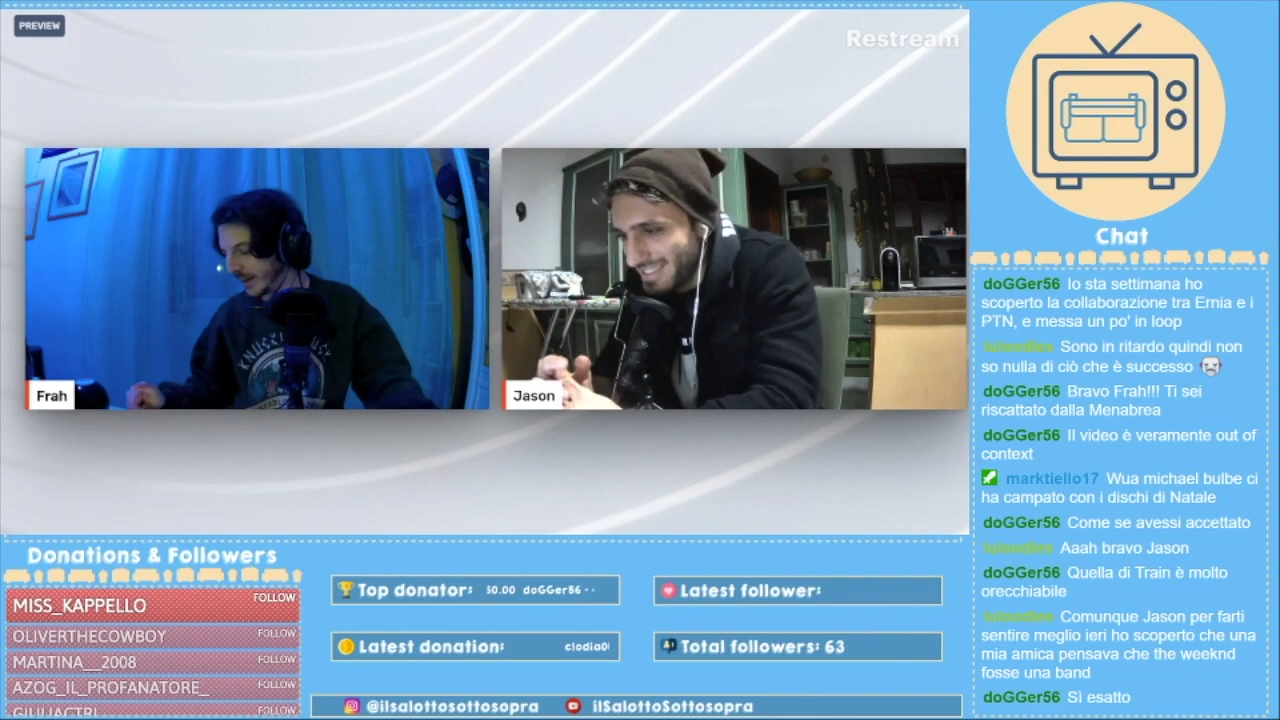 PREVIEW
Restream
Frah
Jason
Chat
doGGer56 Io sta settimana ho
scoperto la collaborazione tra Ernia e i
PTN, e messa un po' in loop
Sono in ritardo quindi non
so nulla di ciò che è successo
doGGer56 Bravo Frah!!! Ti sei
riscattato dalla Menabrea
doGGer56 Il video è veramente out of
context
marktiello17 Wua michael bulbe ci
ha campato con i dischi di Natale
doGGer56 Come se avessi accettato
Aaah bravo Jason
doGGer56 Quella di Train è molto
orecchiabile
Comunque Jason per farti
sentire meglio ieri ho scoperto che una
mia amica pensava che the weeknd
fosse una band
doGGer56 Sì esatto
Donations & Followers
MISS_KAPPELLO FOLLOW
OLIVERTHECOWBOY FOLLOW
MARTINA__2008 FOLLOW
AZOG_IL_PROFANATORE_ FOLLOW
FOLLOW
Top donator: 50.00 doGGer56 -
Latest follower:
Latest donation: clodia0
Total followers: 63
@ilsalottosottosopra
ilSalottoSottosopra